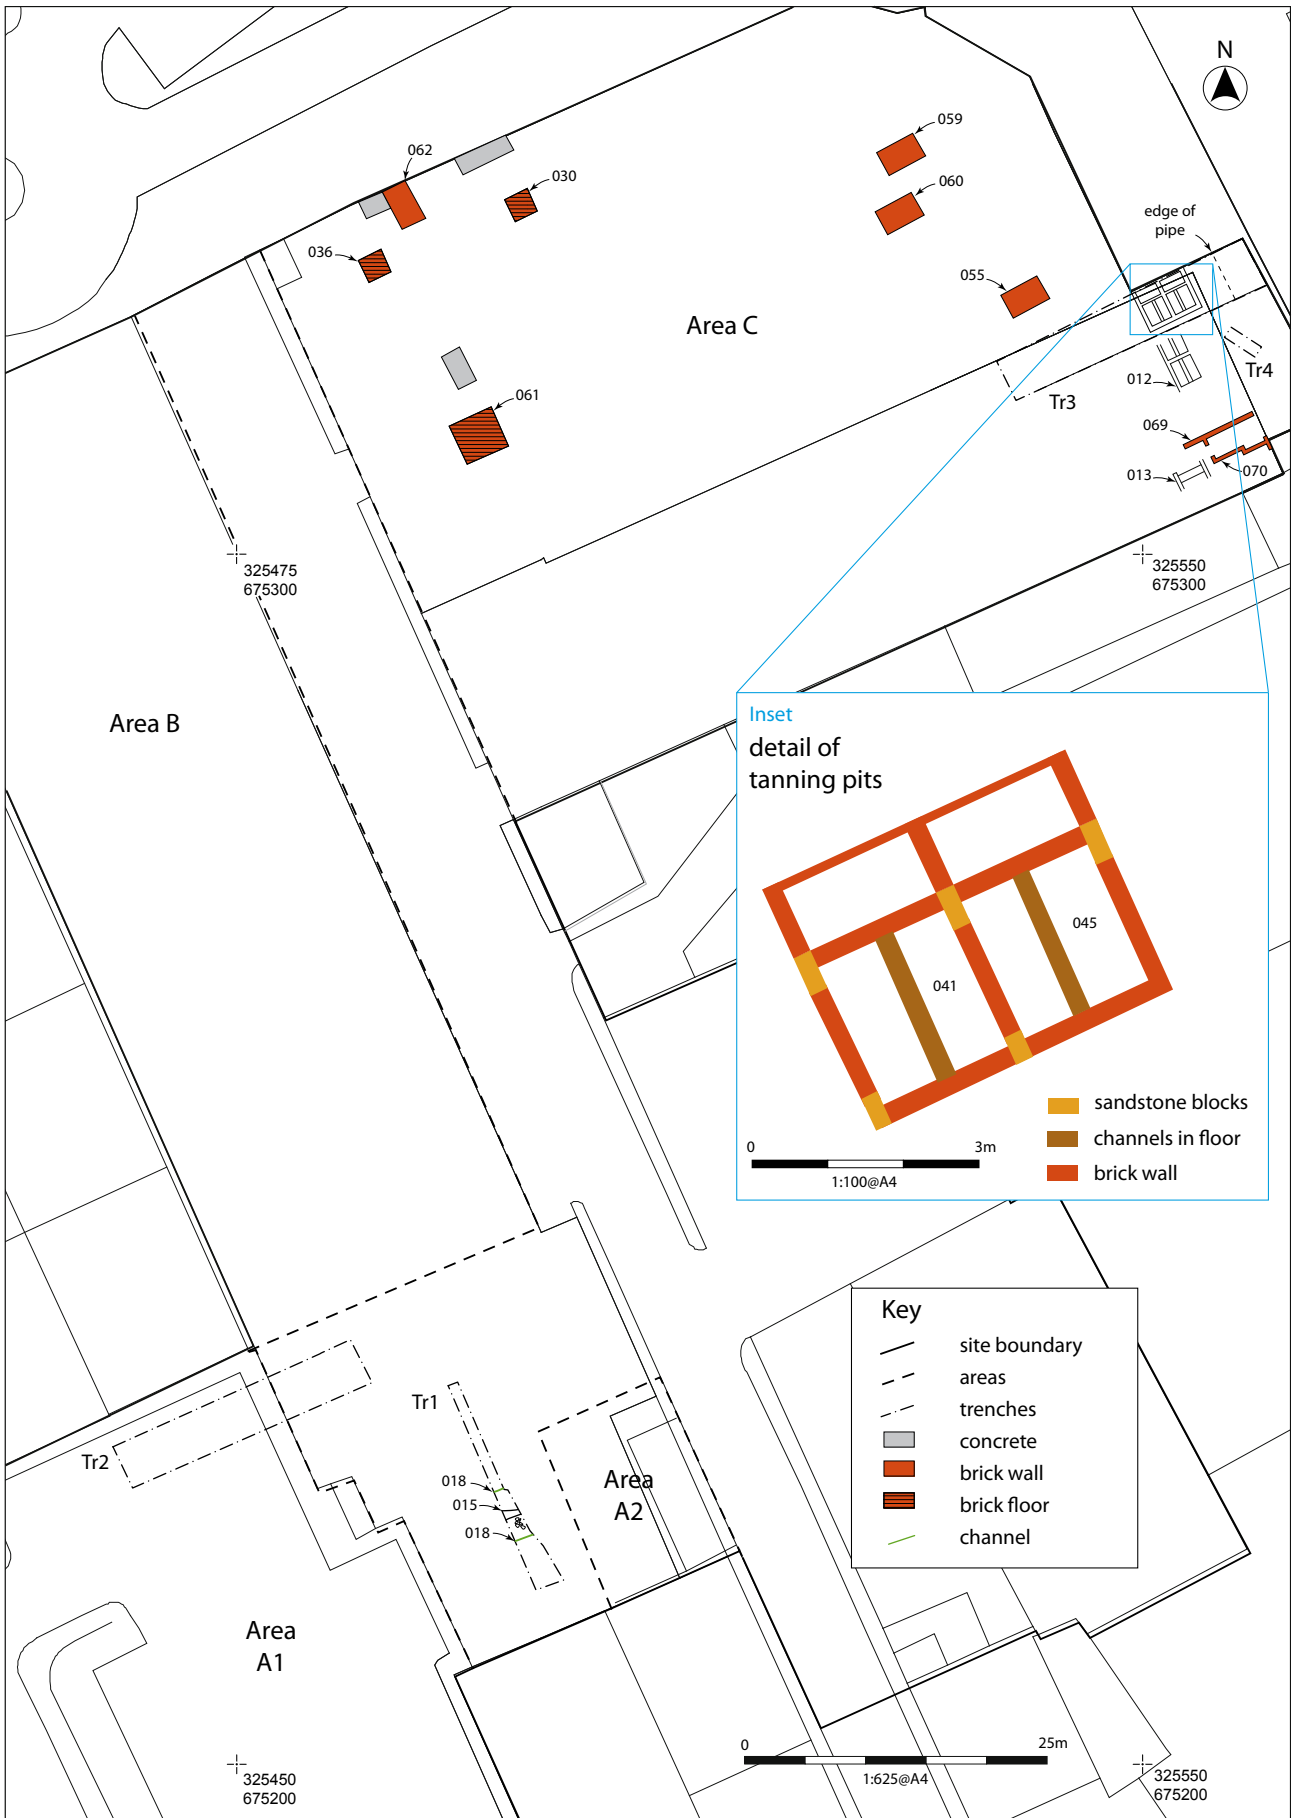 N
059
062
030
060
edge of
pipe
036
055
Area C
Tr4
012
Tr3
061
069
070
013
325475
675300
325550
675300
Area B
Inset
detail of
tanning pits
045
041
sandstone blocks
channels in floor
brick wall
0
3m
1:100@A4
Key
site boundary
areas
trenches
concrete
brick wall
brick floor
channel
Tr1
Tr2
018
015
018
Area
A2
Area
A1
0
25m
1:625@A4
325450
675200
325550
675200